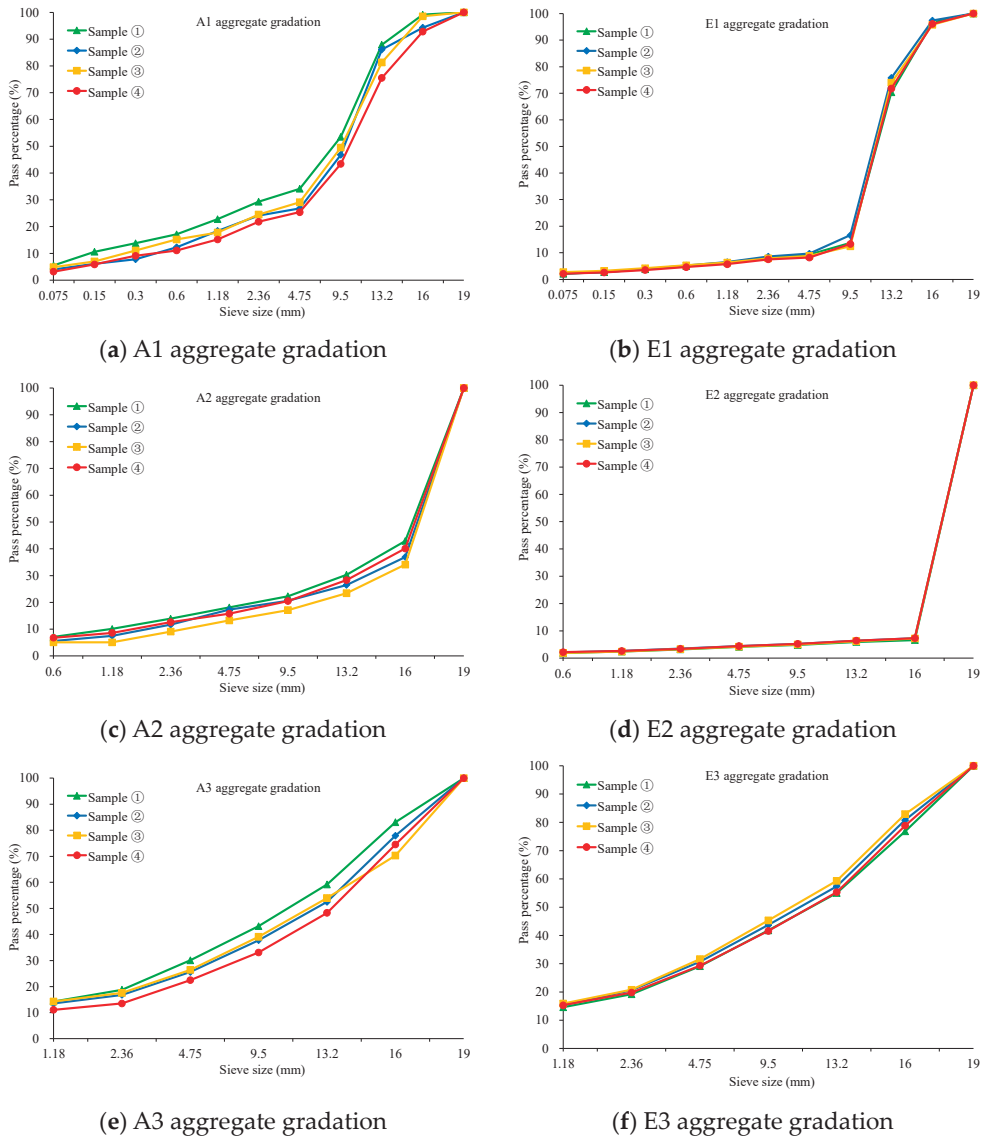 A1 aggregate gradation
Sample ①
Sample ②
Sample ③
Sample ④
Pass percentage (%)
100
90
80
70
60
50
40
30
20
10
0
0.075 0.15 0.3 0.6 1.18 2.36 4.75 9.5 13.2 16 19
Sieve size (mm)
(a) A1 aggregate gradation
E1 aggregate gradation
Sample ①
Sample ②
Sample ③
Sample ④
Pass percentage (%)
100
90
80
70
60
50
40
30
20
10
0
0.075 0.15 0.3 0.6 1.18 2.36 4.75 9.5 13.2 16 19
Sieve size (mm)
(b) E1 aggregate gradation
A2 aggregate gradation
Sample ①
Sample ②
Sample ③
Sample ④
Pass percentage (%)
100
90
80
70
60
50
40
30
20
10
0
0.6 1.18 2.36 4.75 9.5 13.2 16 19
Sieve size (mm)
(c) A2 aggregate gradation
E2 aggregate gradation
Sample ①
Sample ②
Sample ③
Sample ④
Pass percentage (%)
100
90
80
70
60
50
40
30
20
10
0
0.6 1.18 2.36 4.75 9.5 13.2 16 19
Sieve size (mm)
(d) E2 aggregate gradation
A3 aggregate gradation
Sample ①
Sample ②
Sample ③
Sample ④
Pass percentage (%)
100
90
80
70
60
50
40
30
20
10
0
1.18 2.36 4.75 9.5 13.2 16 19
Sieve size (mm)
(e) A3 aggregate gradation
E3 aggregate gradation
Sample ①
Sample ②
Sample ③
Sample ④
Pass percentage (%)
100
90
80
70
60
50
40
30
20
10
0
1.18 2.36 4.75 9.5 13.2 16 19
Sieve size (mm)
(f) E3 aggregate gradation